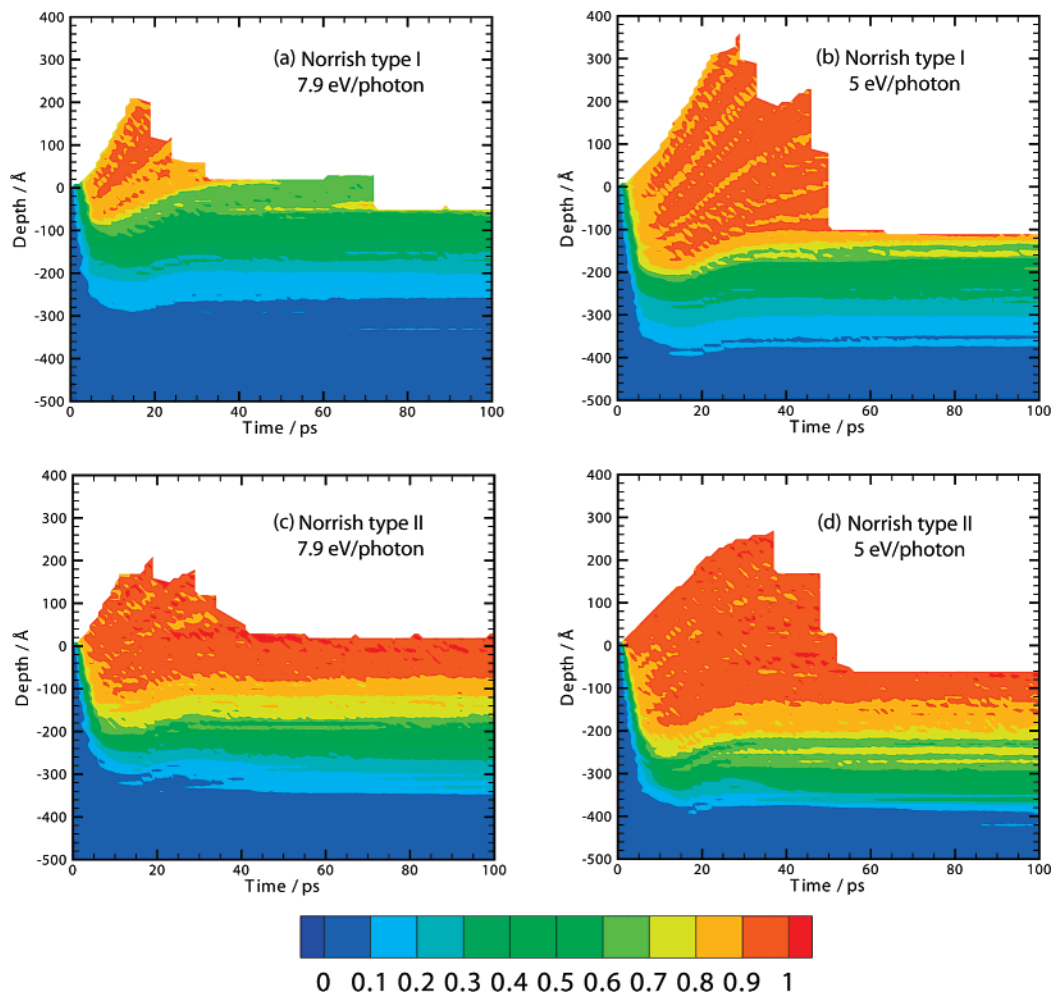 (a) Norrish type I
7.9 eV/photon
Depth / Å
400
300
200
100
0
-100
-200
-300
-400
-500
0 20 40 60 80 100
Time / ps
(b) Norrish type I
5 eV/photon
Depth / Å
400
300
200
100
0
-100
-200
-300
-400
-500
0 20 40 60 80 100
Time / ps
(c) Norrish type II
7.9 eV/photon
Depth / Å
400
300
200
100
0
-100
-200
-300
-400
-500
0 20 40 60 80 100
Time / ps
(d) Norrish type II
5 eV/photon
Depth / Å
400
300
200
100
0
-100
-200
-300
-400
-500
0 20 40 60 80 100
Time / ps
0 0.1 0.2 0.3 0.4 0.5 0.6 0.7 0.8 0.9 1